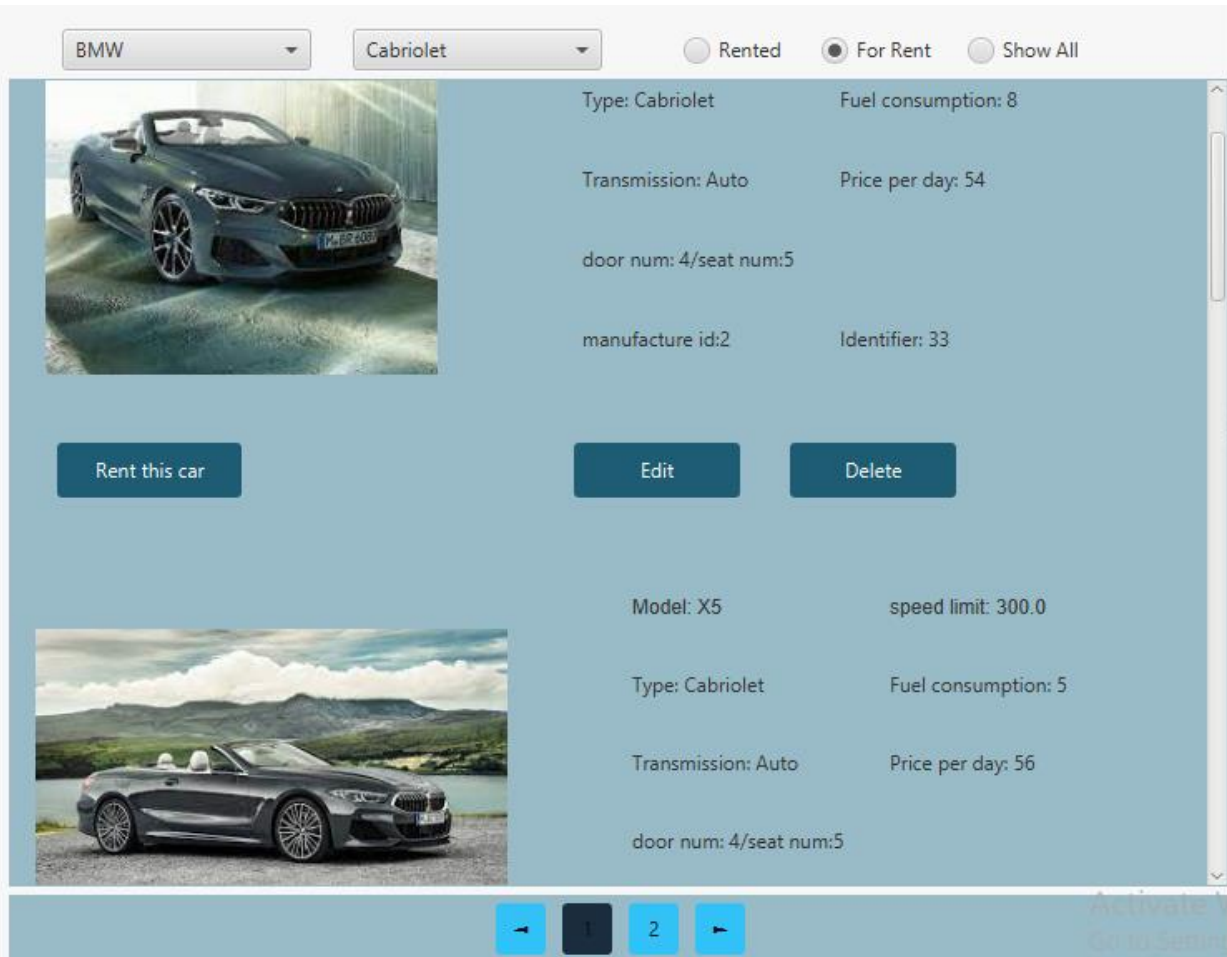 BMW Cabriolet Rented For Rent Show All
Type: Cabriolet Fuel consumption: 8
Transmission: Auto Price per day: 54
door num: 4/seat num:5
manufacture id:2 Identifier: 33
Rent this car Edit Delete
Model: X5 speed limit: 300.0
Type: Cabriolet Fuel consumption: 5
Transmission: Auto Price per day: 56
door num: 4/seat num:5
Activate
1 2
Go to